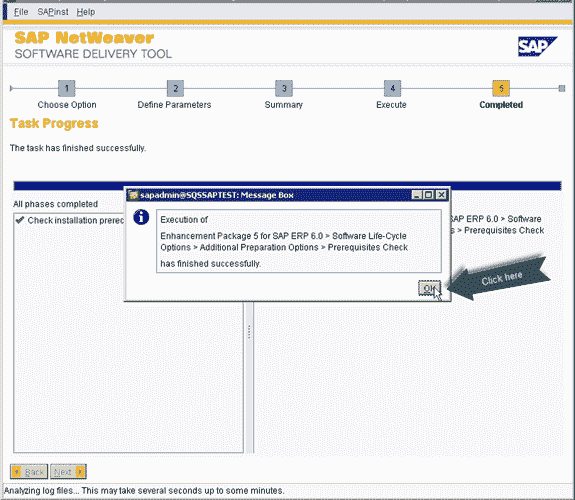 File SAPinst Help
SAP NetWeaver
SOFTWARE DELIVERY TOOL
SAP
1 2 3 4 5
Choose Option Define Parameters Summary Execute Completed
Task Progress
The task has finished successfully.
sapadmin@SQSSAPTEST: Message Box
All phases completed
Check installation prerec
SAP ERP 6.0 > Software
s > Prerequisites Check
Execution of
Enhancement Package 5 for SAP ERP 6.0 > Software Life-Cycle
Options > Additional Preparation Options > Prerequisites Check
has finished successfully.
OK
Click here
Back Next
Analyzing log files... This may take several seconds up to some minutes.